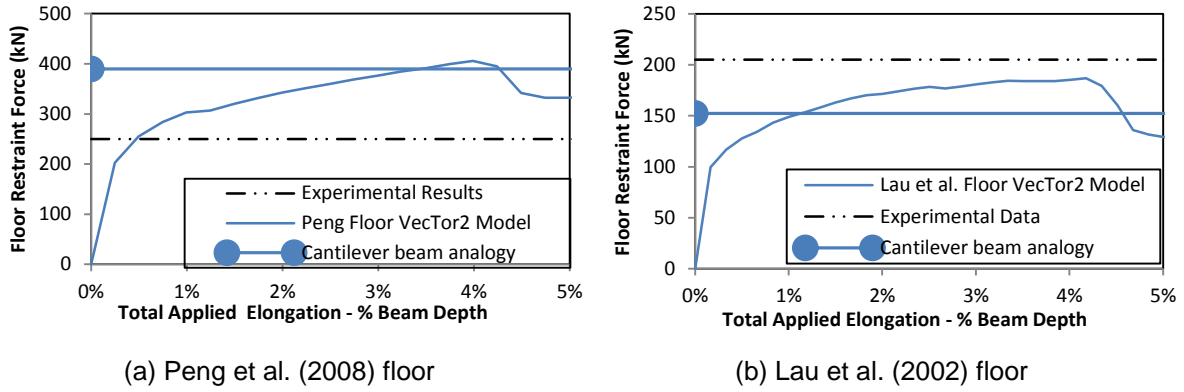 Floor Restraint Force (kN)
500
400
300
200
100
0
0% 1% 2% 3% 4% 5%
Total Applied Elongation - % Beam Depth
Experimental Results
Peng Floor VecTor2 Model
Cantilever beam analogy
(a) Peng et al. (2008) floor
Floor Restraint Force (kN)
250
200
150
100
50
0
0% 1% 2% 3% 4% 5%
Total Applied Elongation - % Beam Depth
Lau et al. Floor VecTor2 Model
Experimental Data
Cantilever beam analogy
(b) Lau et al. (2002) floor